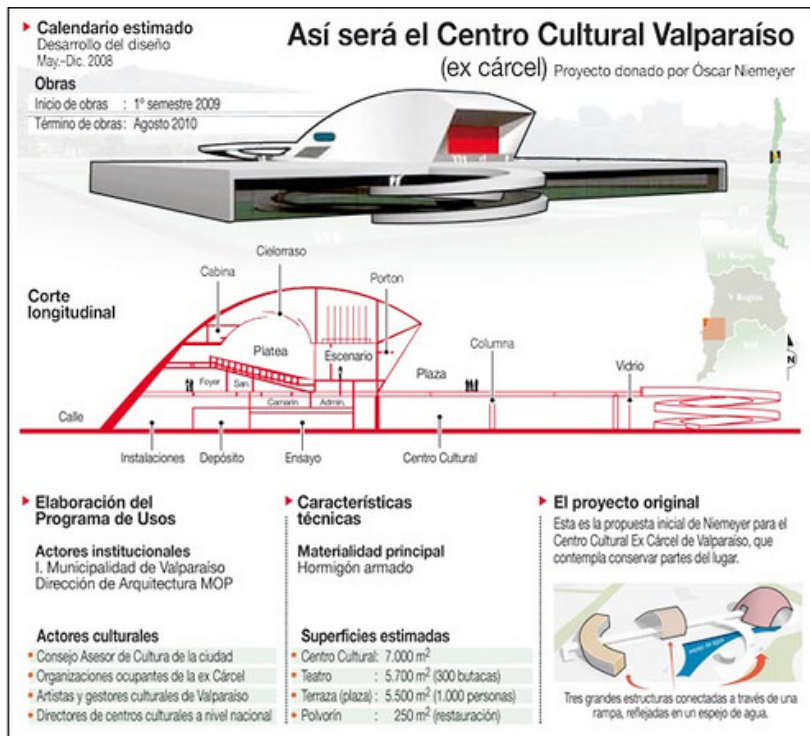 Calendario estimado
Desarrollo del diseño
May.-Dic. 2008
Obras
Inicio de obras : 1º semestre 2009
Término de obras: Agosto 2010
Así será el Centro Cultural Valparaíso
(ex cárcel) Proyecto donado por Óscar Niemeyer
IV Región
V Región
RM
N
Corte
longitudinal
Cabina
Cielorraso
Porton
Platea
Escenario
Columna
Foyer
San.
Plaza
Vidrio
Camarín
Admin.
Calle
Instalaciones
Depósito
Ensayo
Centro Cultural
Elaboración del
Programa de Usos
Actores institucionales
I. Municipalidad de Valparaíso
Dirección de Arquitectura MOP
Actores culturales
• Consejo Asesor de Cultura de la ciudad
• Organizaciones ocupantes de la ex Cárcel
• Artistas y gestores culturales de Valparaíso
• Directores de centros culturales a nivel nacional
Características
técnicas
Materialidad principal
Hormigón armado
Superficies estimadas
• Centro Cultural: 7.000 m²
• Teatro : 5.700 m² (300 butacas)
• Terraza (plaza) : 5.500 m² (1.000 personas)
• Polvorín : 250 m² (restauración)
El proyecto original
Esta es la propuesta inicial de Niemeyer para el
Centro Cultural Ex Cárcel de Valparaíso, que
contempla conservar partes del lugar.
espejo de agua
Tres grandes estructuras conectadas a través de una
rampa, reflejadas en un espejo de agua.